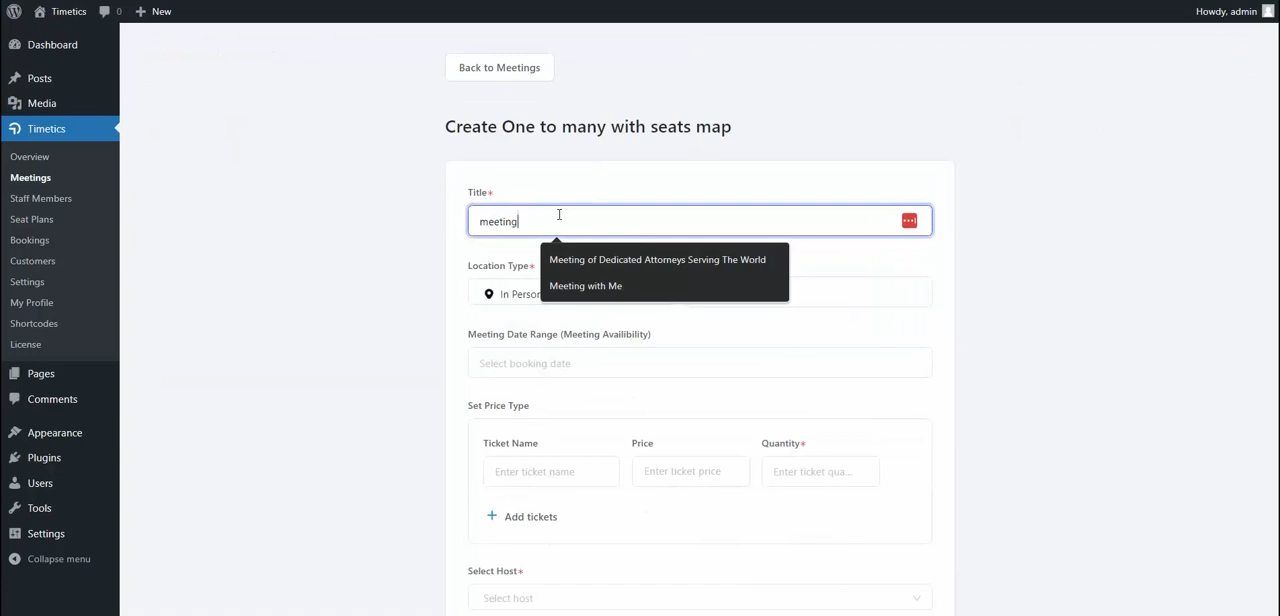 Timetics 0 New Howdy, admin
Dashboard
Posts
Media
Timetics
Overview
Meetings
Staff Members
Seat Plans
Bookings
Customers
Settings
My Profile
Shortcodes
License
Pages
Comments
Appearance
Plugins
Users
Tools
Settings
Collapse menu
Back to Meetings
Create One to many with seats map
Title*
meeting
Meeting of Dedicated Attorneys Serving The World
Meeting with Me
Location Type*
In Person
Meeting Date Range (Meeting Availibility)
Select booking date
Set Price Type
Ticket Name Price Quantity*
Enter ticket name Enter ticket price Enter ticket qua...
+ Add tickets
Select Host*
Select host